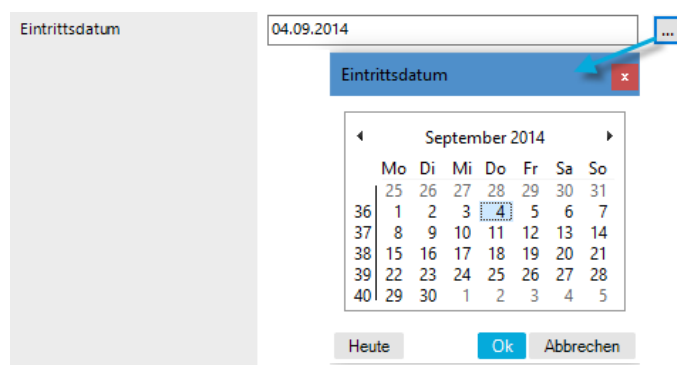 Eintrittsdatum 04.09.2014 ...
Eintrittsdatum x
September 2014
Mo Di Mi Do Fr Sa So
25 26 27 28 29 30 31
36 1 2 3 4 5 6 7
37 8 9 10 11 12 13 14
38 15 16 17 18 19 20 21
39 22 23 24 25 26 27 28
40 29 30 1 2 3 4 5
Heute Ok Abbrechen